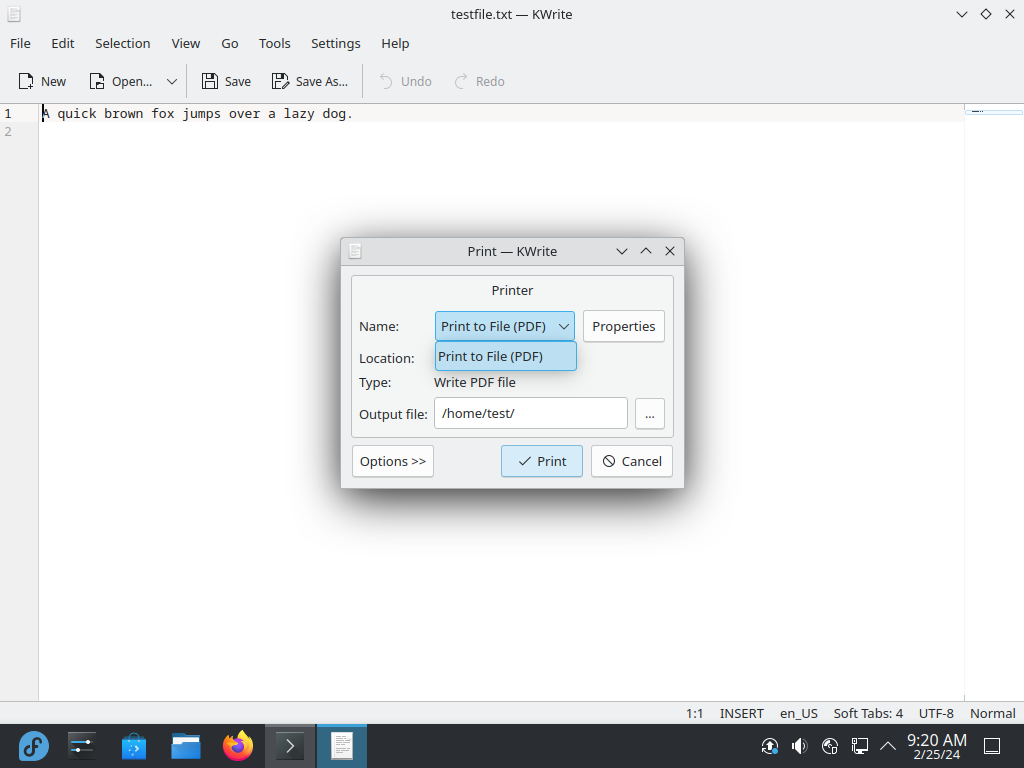 testfile.txt — KWrite
File Edit Selection View Go Tools Settings Help
New Open... Save Save As... Undo Redo
1 A quick brown fox jumps over a lazy dog.
2
Print — KWrite
Printer
Name: Print to File (PDF) Properties
Print to File (PDF)
Location:
Type: Write PDF file
Output file: /home/test/ ...
Options >> Print Cancel
1:1 INSERT en_US Soft Tabs: 4 UTF-8 Normal
9:20 AM
2/25/24